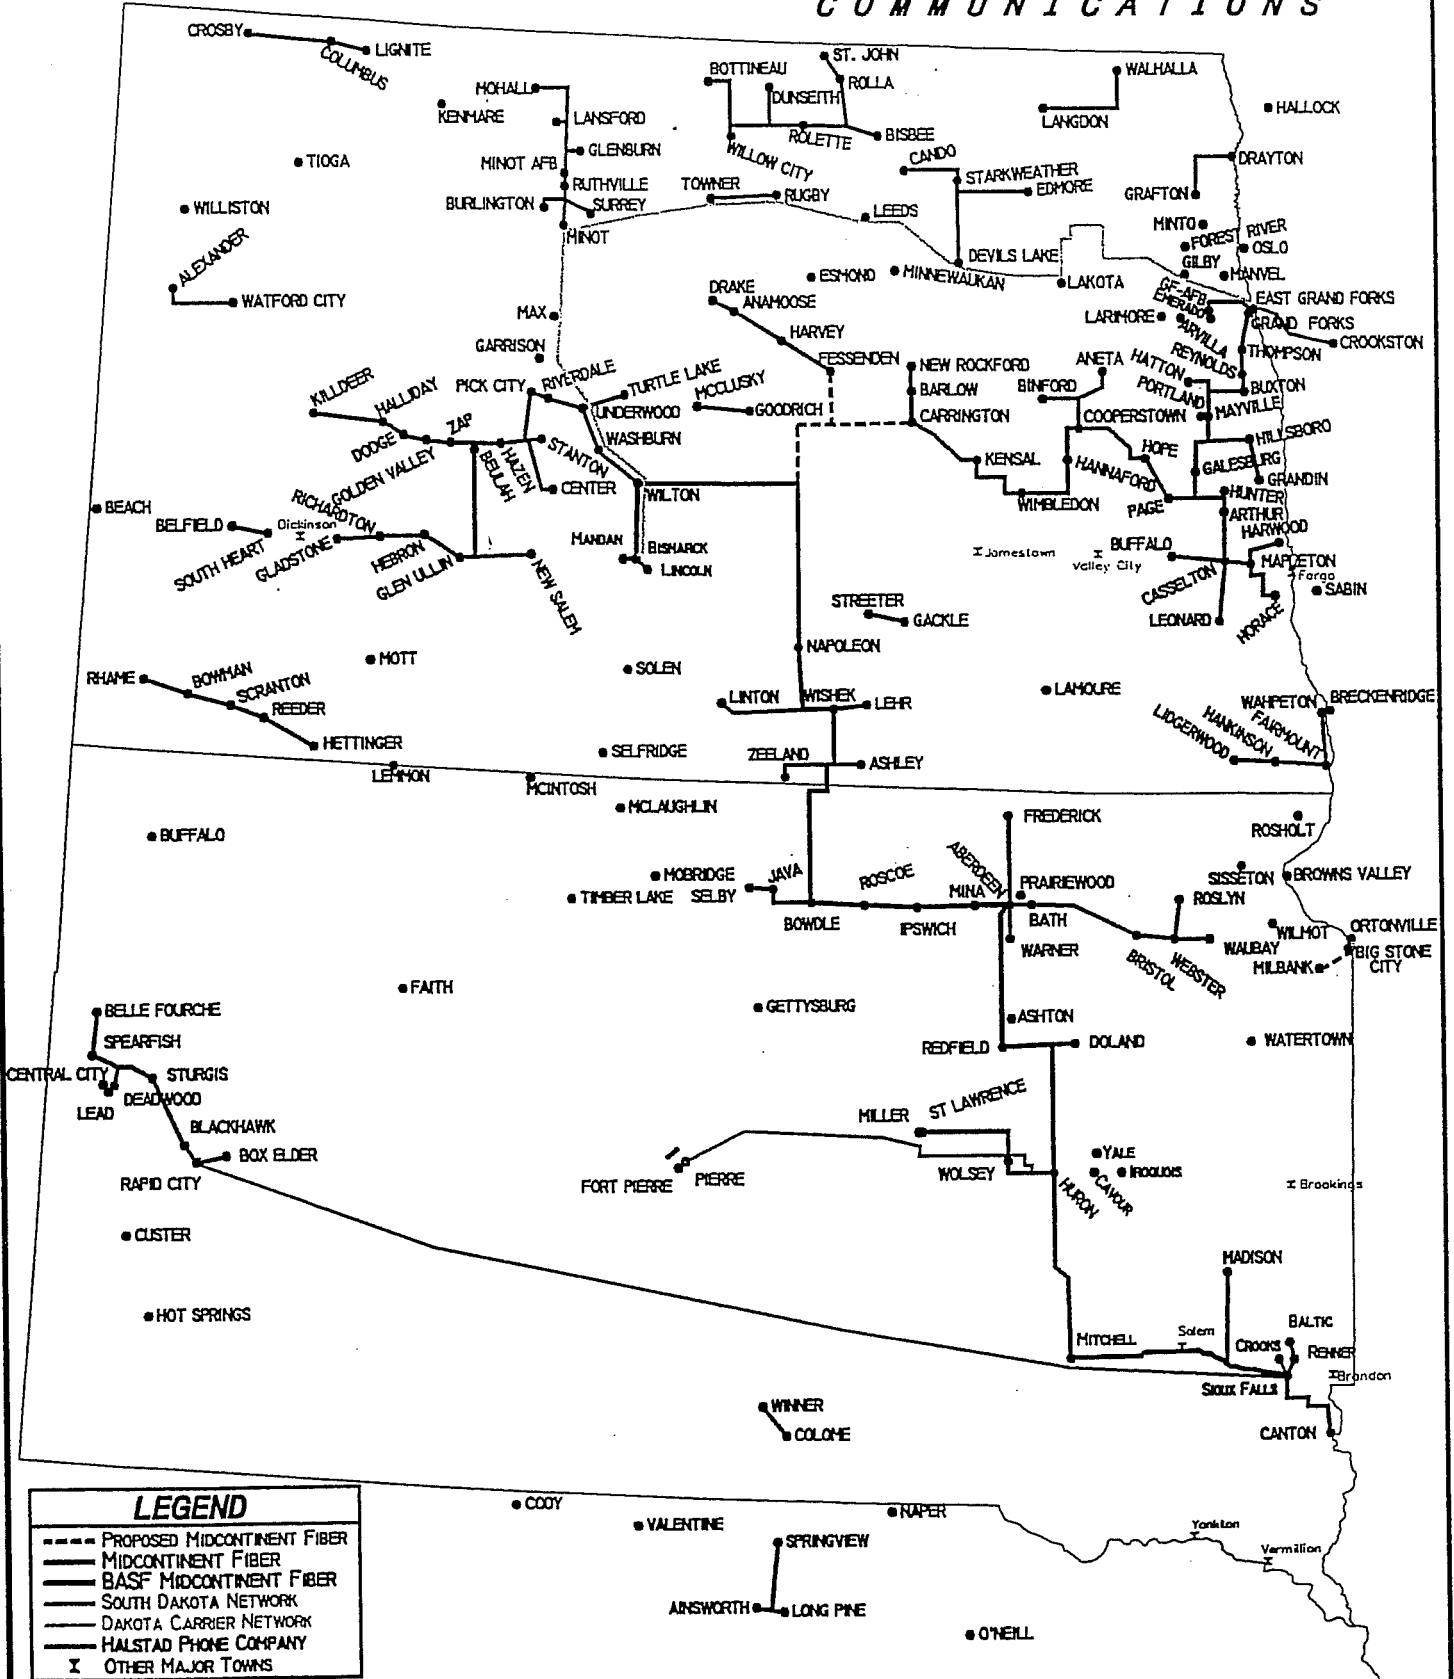 COMMUNICATIONS
CROSBY
COLUMBUS
LIGNITE
ST. JOHN
BOTTINEAU
ROLLA
WALHALLA
MOHALL
DUNSEITH
KENMARE
LANSFORD
LANGDON
HALLOCK
ROLETTE
BISBEE
WILLOW CITY
GLENBURN
TIOGA
MINOT AFB
CANDO
DRAYTON
STARKWEATHER
RUTHVILLE
TOWNER
RUGBY
EDMORE
GRAFTON
WILLISTON
BURLINGTON
SURREY
LEEDS
MINTO
MINOT
FOREST RIVER
OSLO
ALEXANDER
DEVILS LAKE
GILBY
MANVEL
ESMOND
MINNEWAUKAN
LAKOTA
GF-AFB
WATFORD CITY
DRAKE
ANAMOOSE
EMERADO
EAST GRAND FORKS
MAX
LARIMORE
ARVILLA
GRAND FORKS
HARVEY
REYNOLDS
THOMPSON
CROOKSTON
GARRISON
FESSENDEN
NEW ROCKFORD
ANETA
HATTON
KILLDEER
HALLIDAY
PICK CITY
RIVERDALE
TURTLE LAKE
MCCLUSKY
BARLOW
BINFORD
PORTLAND
BUXTON
UNDERWOOD
GOODRICH
CARRINGTON
COOPERSTOWN
MAYVILLE
DODGE
ZAP
WASHBURN
HILLSBORO
GOLDEN VALLEY
BEULAH
HAZEN
STANTON
KENSAL
HANNAFORD
HOPE
GALESBURG
GRANDIN
CENTER
WILTON
WIMBLEDON
PAGE
HUNTER
BEACH
RICHARDTON
ARTHUR
BELFIELD
Dickinson
HARWOOD
SOUTH HEART
GLADSTONE
HEBRON
GLEN ULLIN
NEW SALEM
MANDAN
BISMARCK
LINCOLN
Jamestown
Valley City
BUFFALO
CASSELTON
MAPLETON
Fargo
SABIN
STREETER
GACKLE
LEONARD
HORACE
NAPOLEON
MOTT
SOLEN
RHAME
BOWMAN
SCRANTON
REEDER
HETTINGER
LINTON
WISHEK
LEHR
LAMOURE
WAHPETON
BRECKENRIDGE
LIDGERWOOD
HANKINSON
FAIRMOUNT
SELFRIDGE
ZEELAND
ASHLEY
LEMMON
MCINTOSH
MCLAUGHLIN
FREDERICK
ROSHOLT
BUFFALO
MOBRIDGE
JAVA
ROSCOE
ABERDEEN
PRAIRIEWOOD
SISSETON
BROWNS VALLEY
TIMBER LAKE
SELBY
MINA
ROSLYN
BOWDLE
IPSWICH
BATH
WARNER
BRISTOL
WEBSTER
WAUBAY
WILMOT
ORTONVILLE
MILBANK
BIG STONE
CITY
FAITH
GETTYSBURG
BELLE FOURCHE
ASHTON
SPEARFISH
REDFIELD
DOLAND
WATERTOWN
CENTRAL CITY
STURGIS
LEAD
DEADWOOD
MILLER
ST LAWRENCE
BLACKHAWK
BOX ELDER
YALE
RAPID CITY
FORT PIERRE
PIERRE
WOLSEY
HURON
CAVOUR
IROQUOIS
Brookings
CUSTER
MADISON
HOT SPRINGS
BALTIC
MITCHELL
Salem
CROOKS
RENNER
SIOUX FALLS
Brandon
WINNER
COLOME
CANTON
CODY
VALENTINE
NAPER
SPRINGVIEW
Yankton
Vermillion
AINSWORTH
LONG PINE
O'NEILL
LEGEND
PROPOSED MIDCONTINENT FIBER
MIDCONTINENT FIBER
BASF MIDCONTINENT FIBER
SOUTH DAKOTA NETWORK
DAKOTA CARRIER NETWORK
HALSTAD PHONE COMPANY
OTHER MAJOR TOWNS